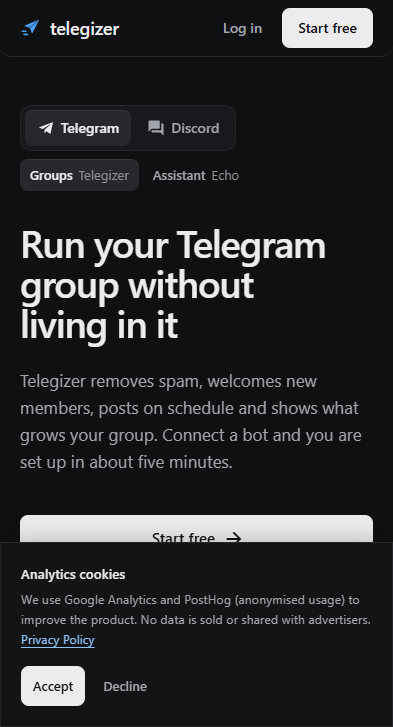 telegizer
Log in
Start free
Telegram
Discord
Groups Telegizer
Assistant Echo
Run your Telegram
group without
living in it
Telegizer removes spam, welcomes new
members, posts on schedule and shows what
grows your group. Connect a bot and you are
set up in about five minutes.
Start free →
Analytics cookies
We use Google Analytics and PostHog (anonymised usage) to
improve the product. No data is sold or shared with advertisers.
Privacy Policy
Accept
Decline